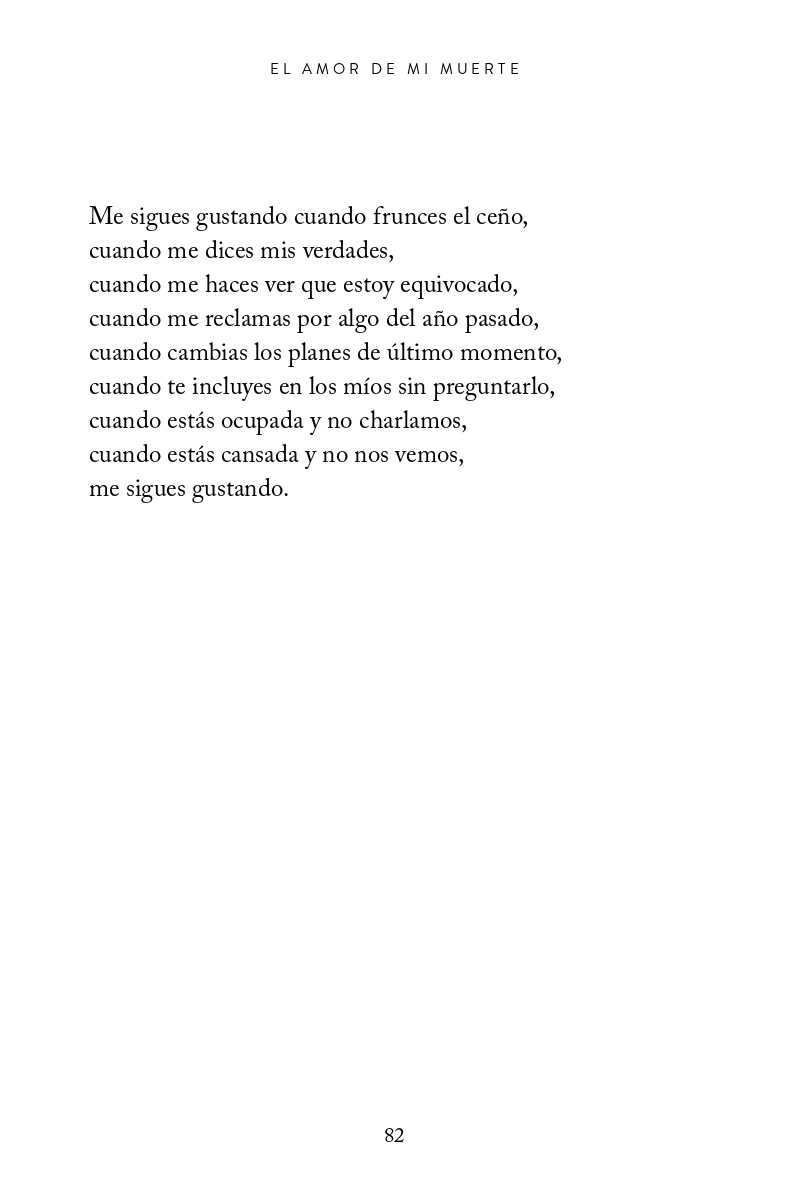 EL AMOR DE MI MUERTE
Me sigues gustando cuando frunces el ceño,
cuando me dices mis verdades,
cuando me haces ver que estoy equivocado,
cuando me reclamas por algo del año pasado,
cuando cambias los planes de último momento,
cuando te incluyes en los míos sin preguntarlo,
cuando estás ocupada y no charlamos,
cuando estás cansada y no nos vemos,
me sigues gustando.
82